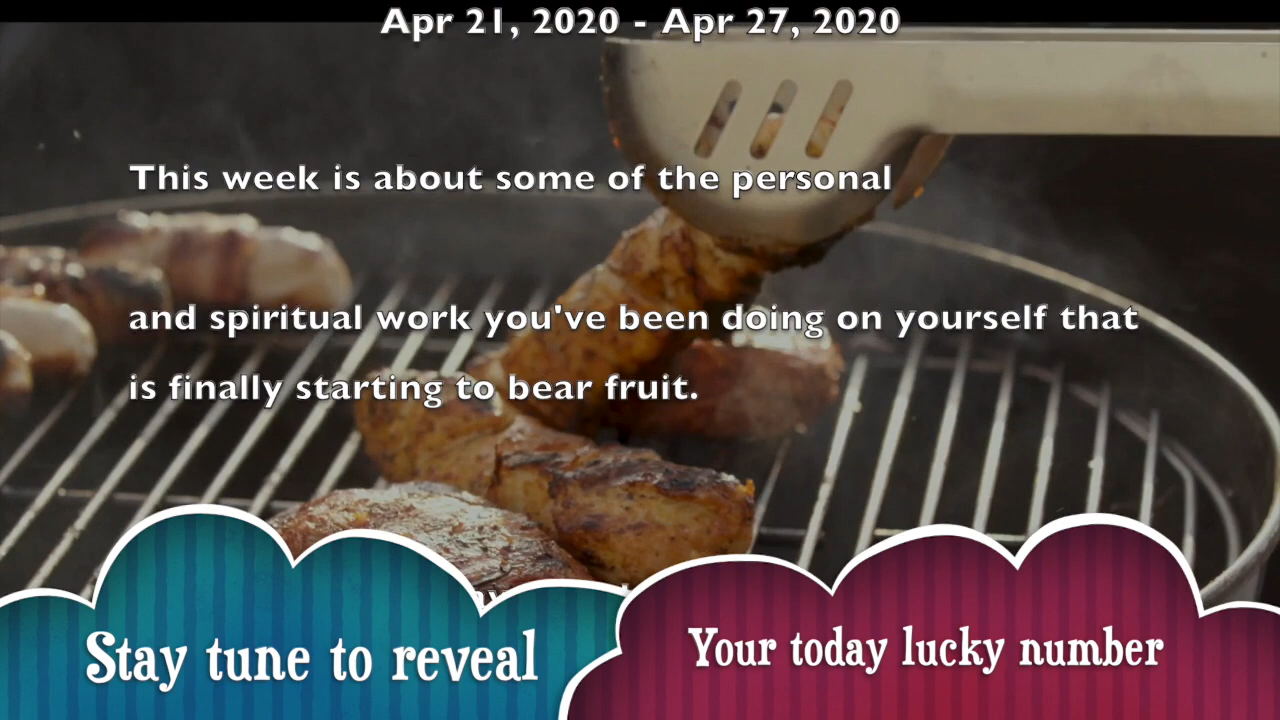 Apr 21, 2020 - Apr 27, 2020
This week is about some of the personal
and spiritual work you've been doing on yourself that
is finally starting to bear fruit.
Stay tune to reveal
Your today lucky number